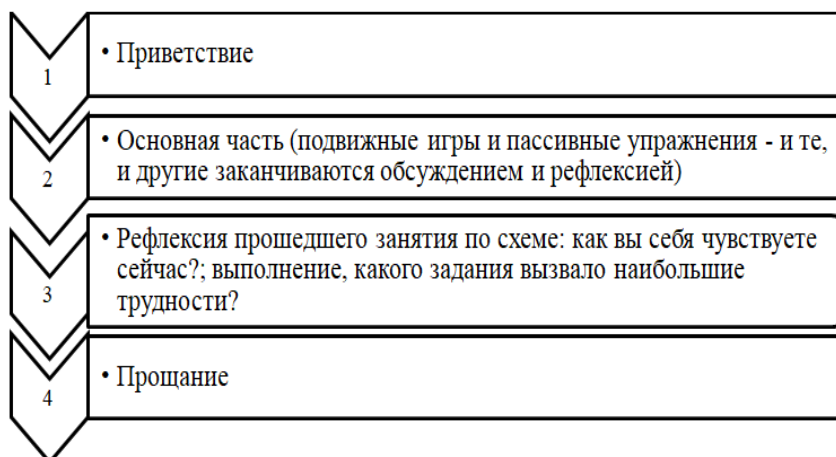 1
• Приветствие
2
• Основная часть (подвижные игры и пассивные упражнения - и те,
и другие заканчиваются обсуждением и рефлексией)
3
• Рефлексия прошедшего занятия по схеме: как вы себя чувствуете
сейчас?; выполнение, какого задания вызвало наибольшие
трудности?
4
• Прощание